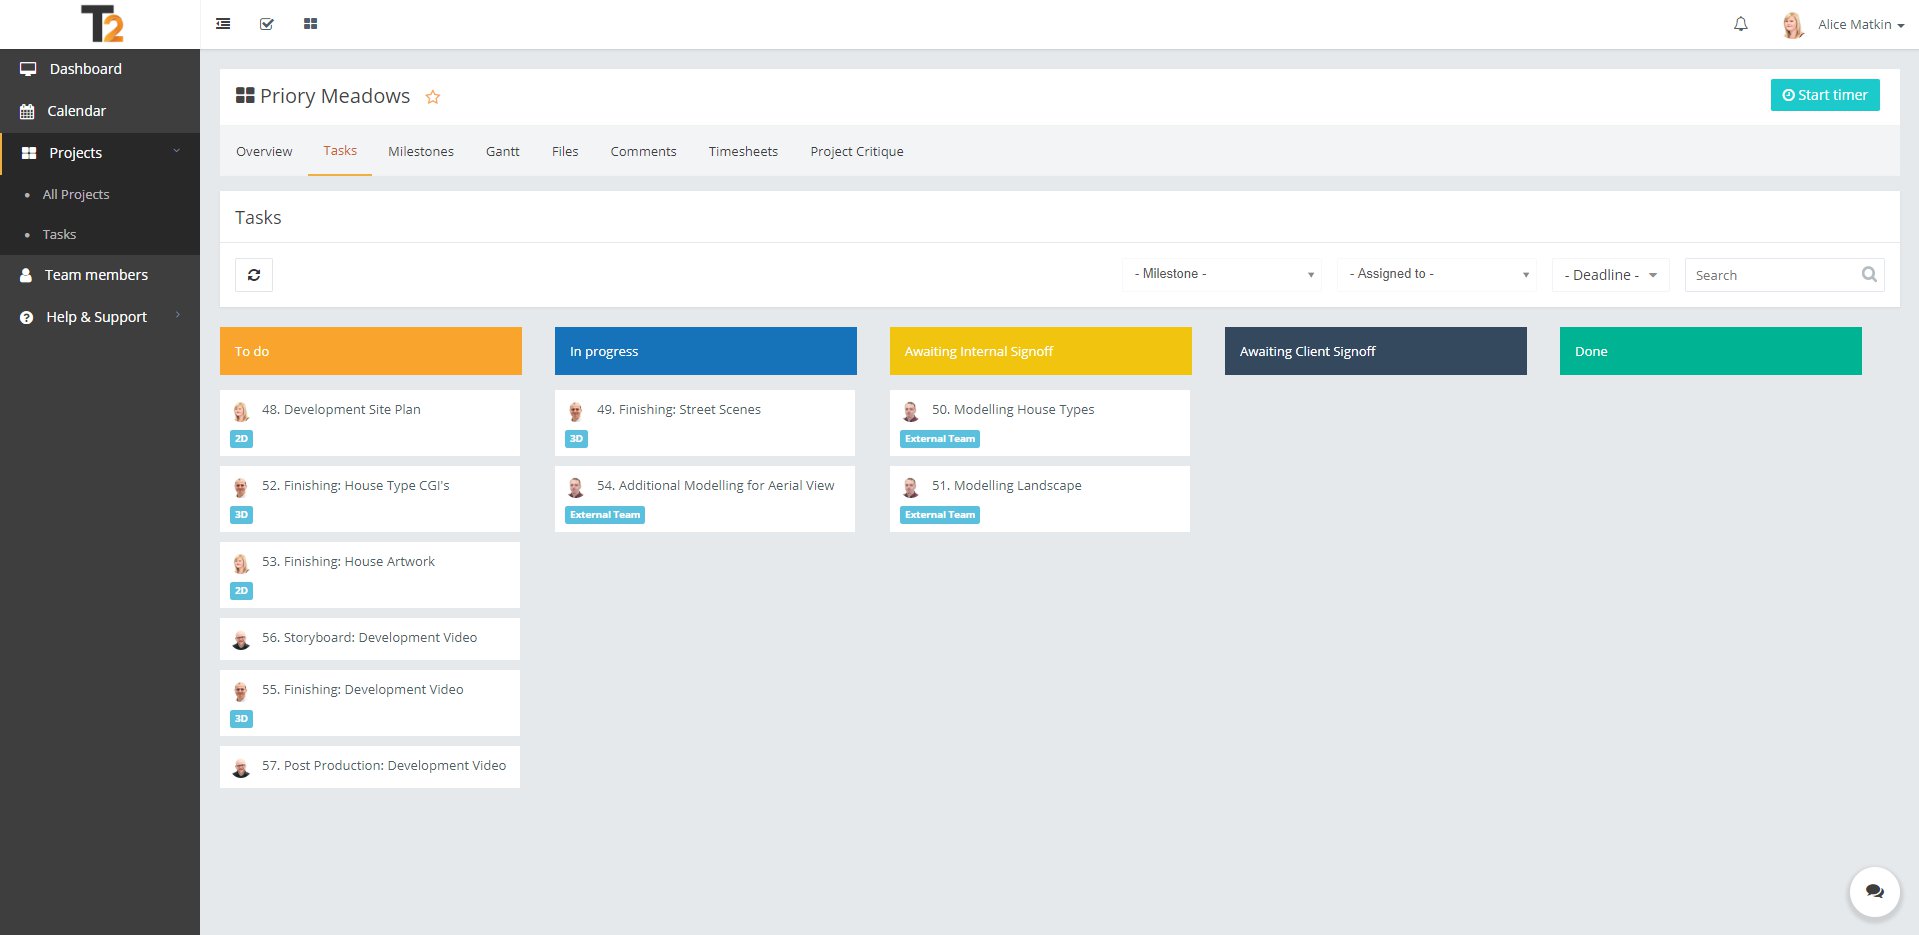 T2
Alice Matkin
Dashboard
Calendar
Projects
All Projects
Tasks
Team members
Help & Support
Priory Meadows
Start timer
Overview
Tasks
Milestones
Gantt
Files
Comments
Timesheets
Project Critique
Tasks
- Milestone -
- Assigned to -
- Deadline -
Search
To do
48. Development Site Plan
2D
52. Finishing: House Type CGI's
3D
53. Finishing: House Artwork
2D
56. Storyboard: Development Video
55. Finishing: Development Video
3D
57. Post Production: Development Video
In progress
49. Finishing: Street Scenes
3D
54. Additional Modelling for Aerial View
External Team
Awaiting Internal Signoff
50. Modelling House Types
External Team
51. Modelling Landscape
External Team
Awaiting Client Signoff
Done